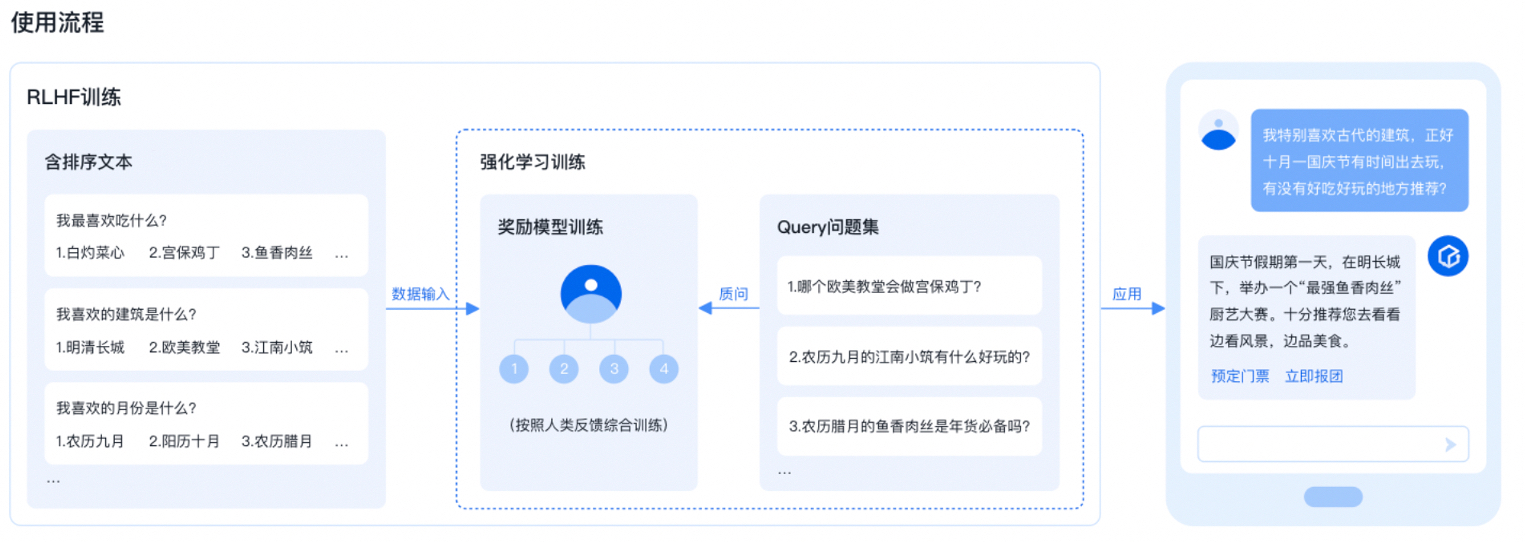 使用流程
RLHF训练
含排序文本
我最喜欢吃什么?
1.白灼菜心 2.宫保鸡丁 3.鱼香肉丝 ...
我喜欢的建筑是什么?
1.明清长城 2.欧美教堂 3.江南小筑 ...
我喜欢的月份是什么?
1.农历九月 2.阳历十月 3.农历腊月 ...
...
数据输入
强化学习训练
奖励模型训练
1 2 3 4
(按照人类反馈综合训练)
质问
Query问题集
1.哪个欧美教堂会做宫保鸡丁?
2.农历九月的江南小筑有什么好玩的?
3.农历腊月的鱼香肉丝是年货必备吗?
...
应用
我特别喜欢古代的建筑，正好
十月一国庆节有时间出去玩，
有没有好吃好玩的地方推荐?
国庆节假期第一天，在明长城
下，举办一个“最强鱼香肉丝”
厨艺大赛。十分推荐您去看看
边看风景，边品美食。
预定门票 立即报团